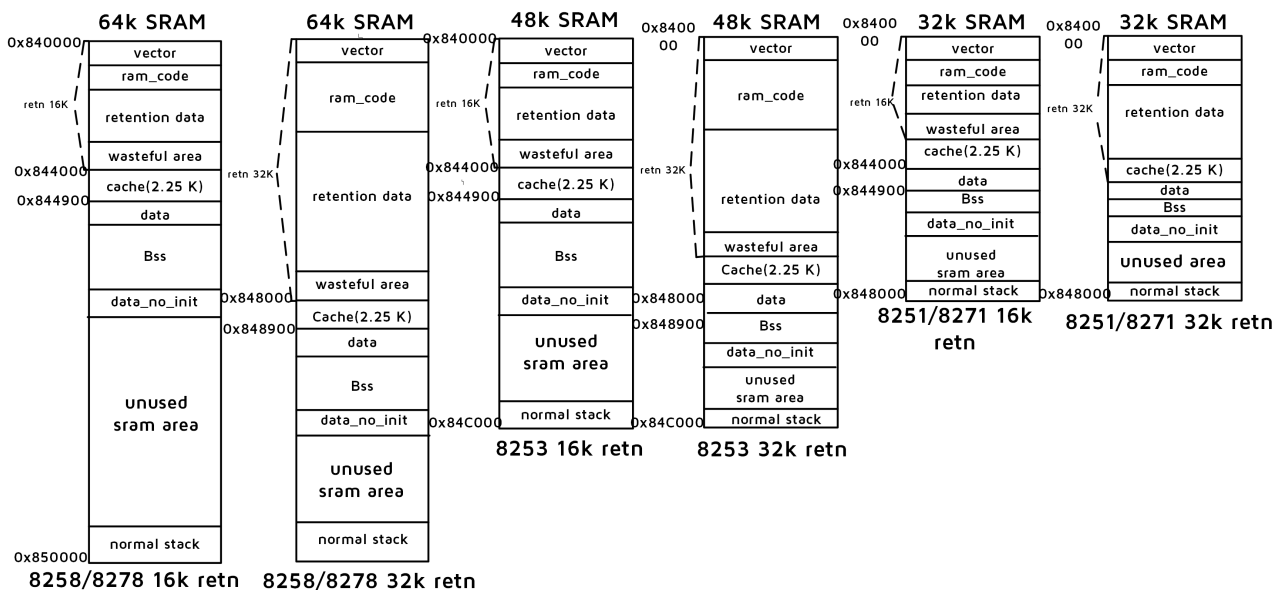 64k SRAM
0x840000
vector
ram_code
retn 16K
retention data
wasteful area
0x844000
cache(2.25 K)
0x844900
data
Bss
data_no_init
unused
sram area
normal stack
0x850000
8258/8278 16k retn
64k SRAM
vector
ram_code
retn 32K
retention data
wasteful area
0x848000
Cache(2.25 K)
0x848900
data
Bss
data_no_init
unused
sram area
normal stack
8258/8278 32k retn
48k SRAM
0x840000
vector
ram_code
retn 16K
retention data
wasteful area
0x844000
cache(2.25 K)
0x844900
data
Bss
data_no_init
unused
sram area
normal stack
0x84C000
8253 16k retn
48k SRAM
0x8400
00
vector
ram_code
retn 32K
retention data
wasteful area
Cache(2.25 K)
0x848000
data
0x848900
Bss
data_no_init
unused
sram area
normal stack
0x84C000
8253 32k retn
32k SRAM
0x8400
00
vector
ram_code
retn 16K
retention data
wasteful area
cache(2.25 K)
0x844000
data
0x844900
Bss
data_no_init
unused
sram area
normal stack
0x848000
8251/8271 16k
retn
32k SRAM
0x8400
00
vector
ram_code
retn 32K
retention data
cache(2.25 K)
data
Bss
data_no_init
unused area
normal stack
0x848000
8251/8271 32k retn